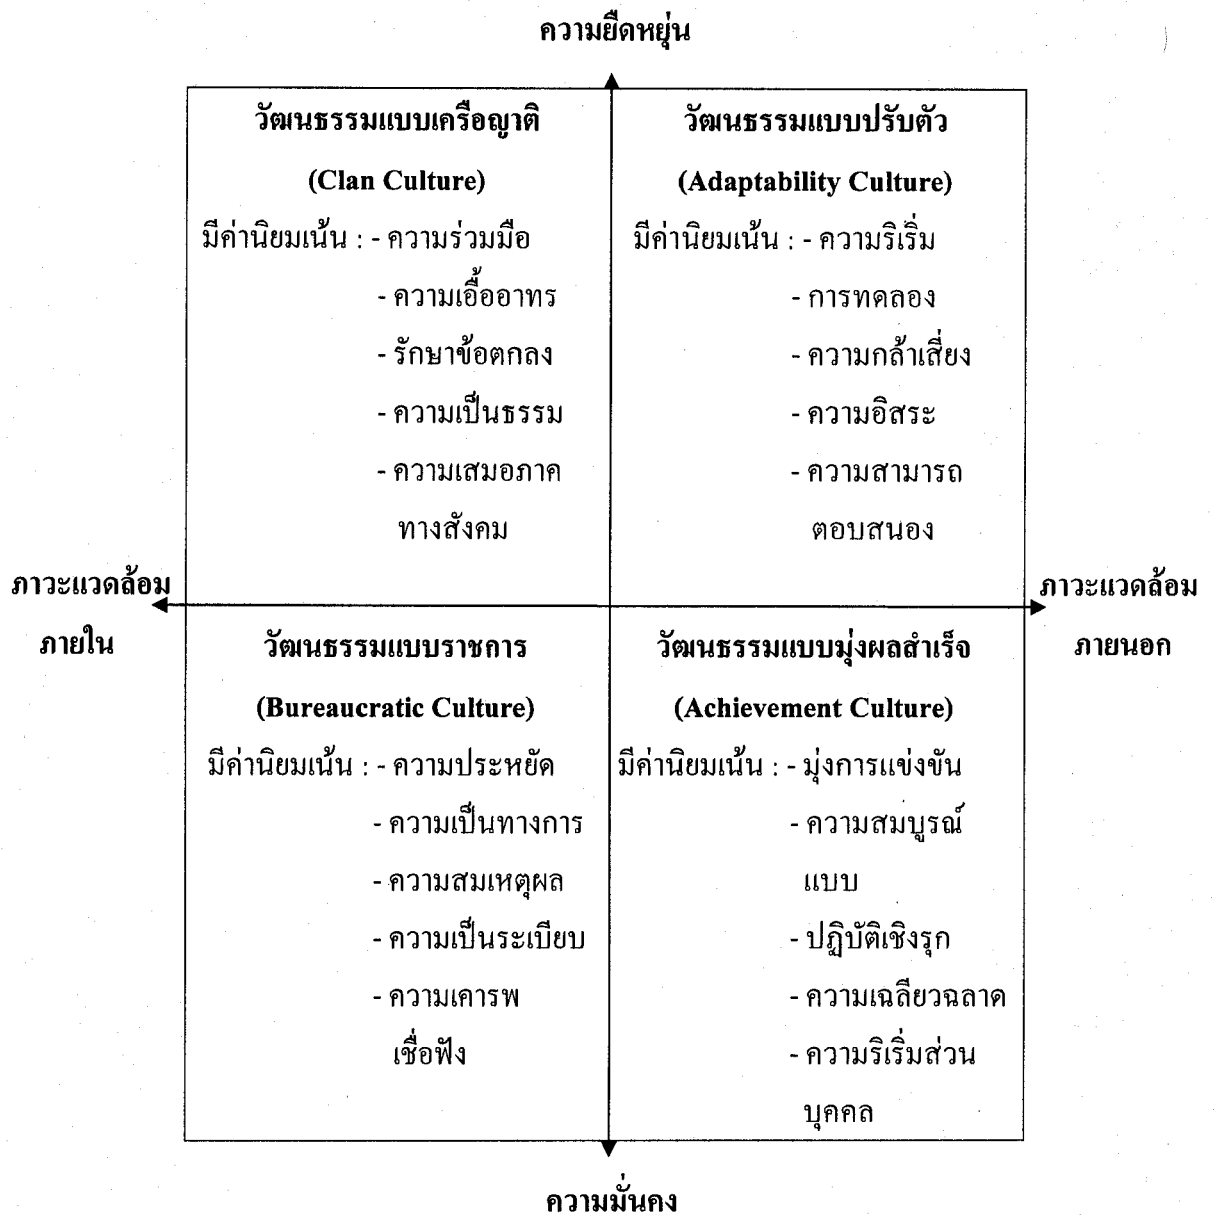 ความยืดหยุ่น
วัฒนธรรมแบบเครือญาติ
(Clan Culture)
มีค่านิยมเน้น : - ความร่วมมือ
- ความเอื้ออาทร
- รักษาข้อตกลง
- ความเป็นธรรม
- ความเสมอภาค
ทางสังคม
วัฒนธรรมแบบปรับตัว
(Adaptability Culture)
มีค่านิยมเน้น : - ความริเริ่ม
- การทดลอง
- ความกล้าเสี่ยง
- ความอิสระ
- ความสามารถ
ตอบสนอง
ภาวะแวดล้อม
ภายใน
ภาวะแวดล้อม
ภายนอก
วัฒนธรรมแบบราชการ
(Bureaucratic Culture)
มีค่านิยมเน้น : - ความประหยัด
- ความเป็นทางการ
- ความสมเหตุผล
- ความเป็นระเบียบ
- ความเคารพ
เชื่อฟัง
วัฒนธรรมแบบมุ่งผลสำเร็จ
(Achievement Culture)
มีค่านิยมเน้น : - มุ่งการแข่งขัน
- ความสมบูรณ์
แบบ
- ปฏิบัติเชิงรุก
- ความเฉลียวฉลาด
- ความริเริ่มส่วน
บุคคล
ความมั่นคง